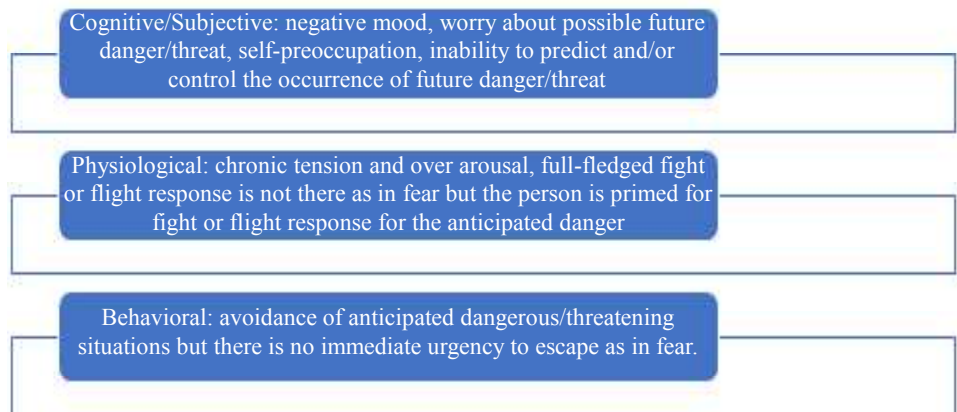 Cognitive/Subjective: negative mood, worry about possible future
danger/threat, self-preoccupation, inability to predict and/or
control the occurrence of future danger/threat
Physiological: chronic tension and over arousal, full-fledged fight
or flight response is not there as in fear but the person is primed for
fight or flight response for the anticipated danger
Behavioral: avoidance of anticipated dangerous/threatening
situations but there is no immediate urgency to escape as in fear.